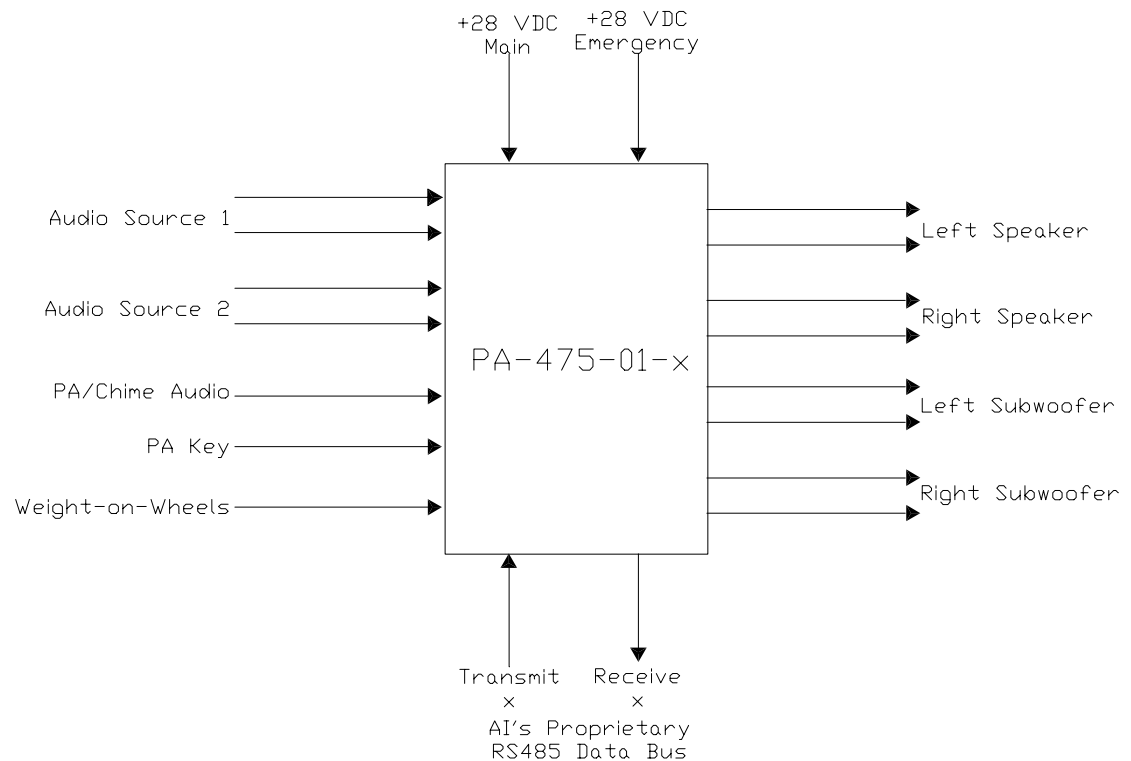 +28 VDC
Main
+28 VDC
Emergency
Audio Source 1
Audio Source 2
PA/Chime Audio
PA Key
Weight-on-Wheels
PA-475-01-x
Left Speaker
Right Speaker
Left Subwoofer
Right Subwoofer
Transmit
x
Receive
x
AI's Proprietary
RS485 Data Bus